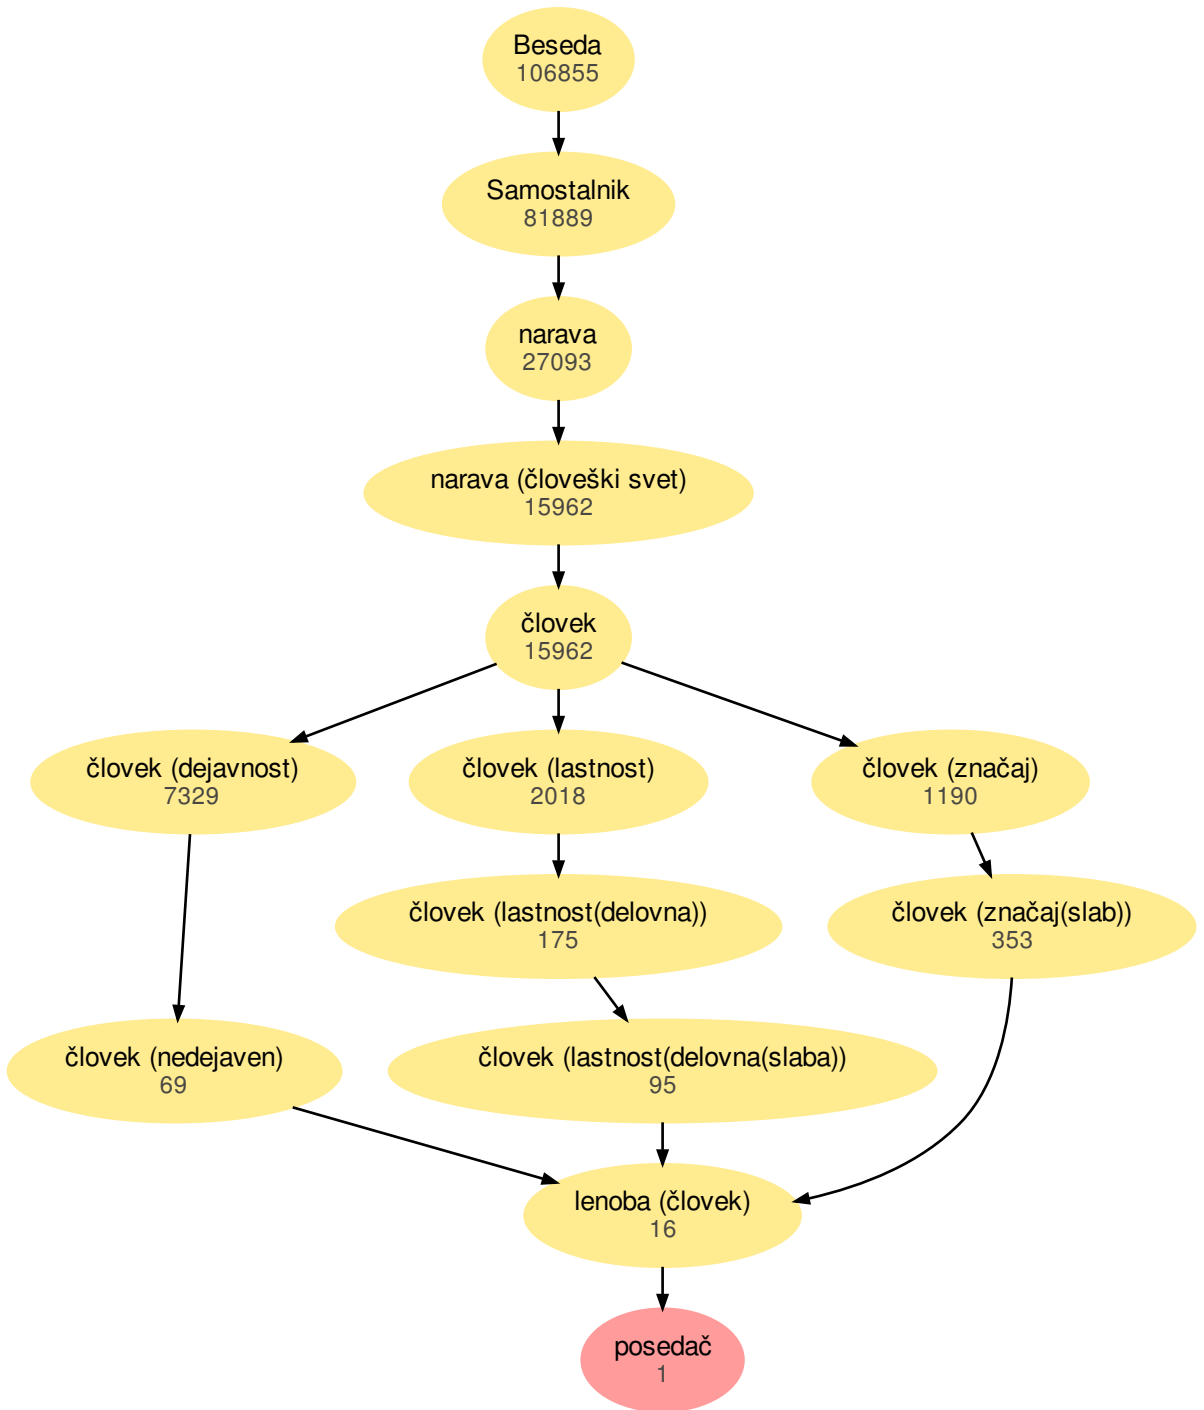 Beseda
106855
Samostalnik
81889
narava
27093
narava (človeški svet)
15962
človek
15962
človek (dejavnost)
7329
človek (lastnost)
2018
človek (značaj)
1190
človek (lastnost(delovna))
175
človek (značaj(slab))
353
človek (nedejaven)
69
človek (lastnost(delovna(slaba))
95
lenoba (človek)
16
posedač
1